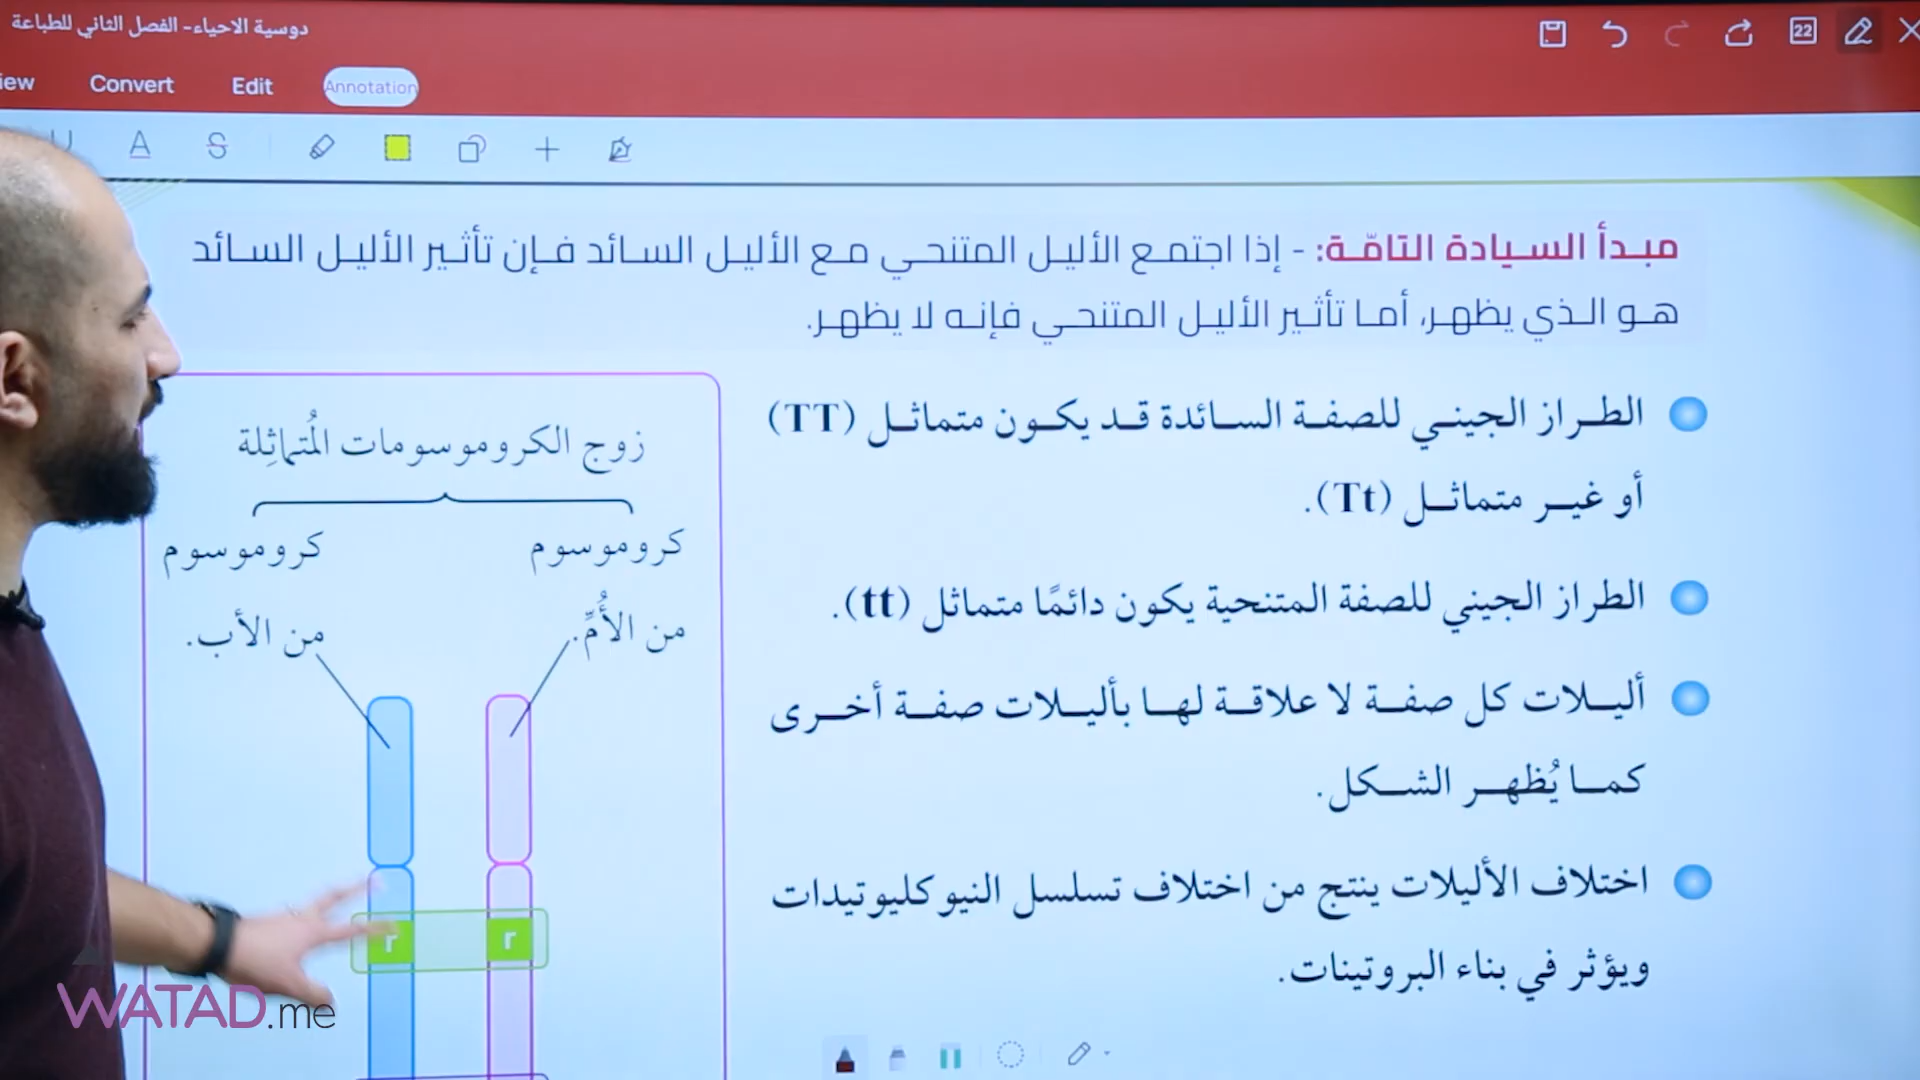 دوسية الاحياء- الفصل الثاني للطباعة
22
Convert
Edit
Annotation
مبدأ السيادة التامّة: - إذا اجتمع الأليل المتنحي مع الأليل السائد فإن تأثير الأليل السائد
هو الذي يظهر، أما تأثير الأليل المتنحي فإنه لا يظهر.
الطراز الجيني للصفة السائدة قد يكون متماثل (TT)
أو غير متماثل (Tt).
الطراز الجيني للصفة المتنحية يكون دائمًا متماثل (tt).
أليلات كل صفة لا علاقة لها بأليلات صفة أخرى
كما يُظهر الشكل.
اختلاف الأليلات ينتج من اختلاف تسلسل النيوكليوتيدات
ويؤثر في بناء البروتينات.
زوج الكروموسومات المُتماثِلة
كروموسوم
من الأُمِّ.
كروموسوم
من الأب.
r
r
WATAD.me